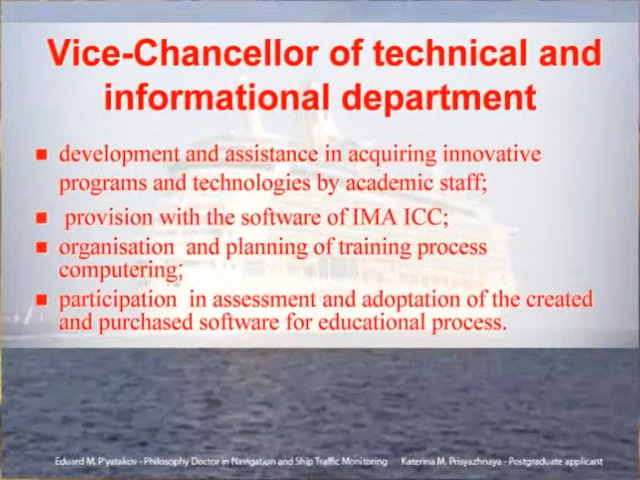 Vice-Chancellor of technical and
informational department
development and assistance in acquiring innovative
programs and technologies by academic staff;
provision with the software of IMA ICC;
organisation and planning of training process
computering;
participation in assessment and adoptation of the created
and purchased software for educational process.
Eduard M. P'yatakov - Philosophy Doctor in Navigation and Ship Traffic Monitoring Katerina M. Prisyazhnaya - Postgraduate applicant